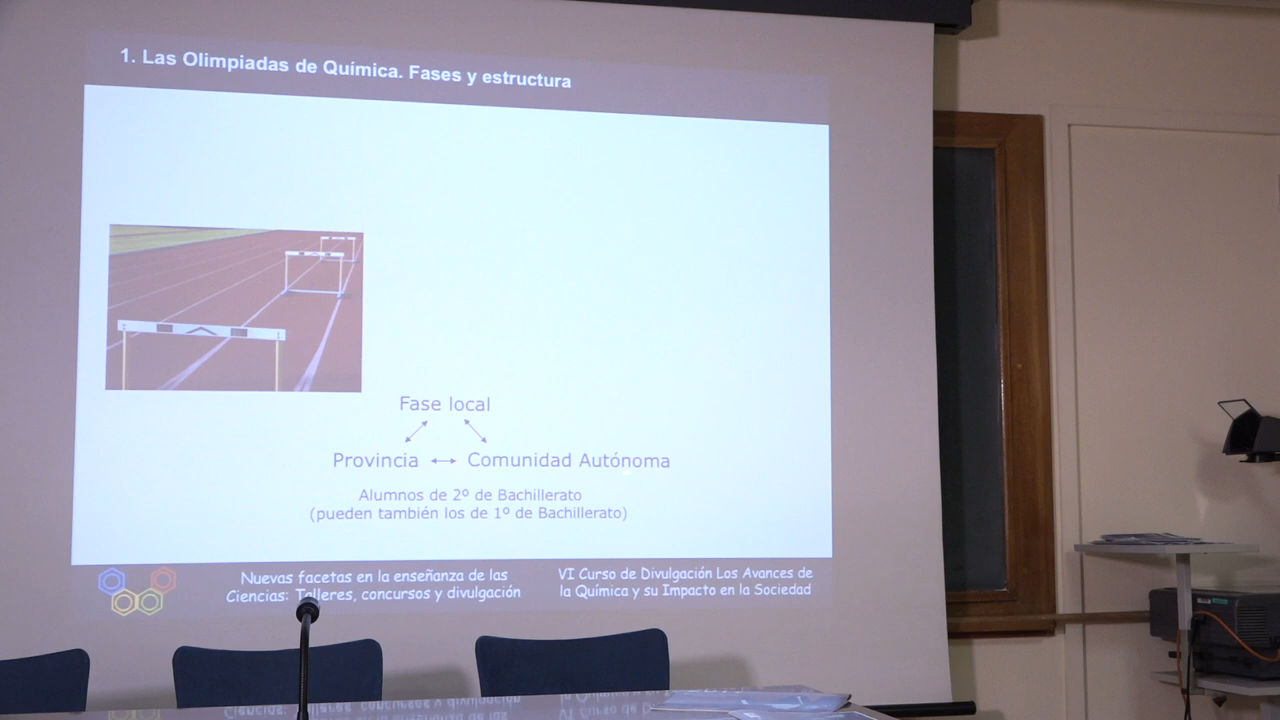 1. Las Olimpiadas de Química. Fases y estructura
Fase local
Provincia
Comunidad Autónoma
Alumnos de 2º de Bachillerato
(pueden también los de 1º de Bachillerato)
Nuevas facetas en la enseñanza de las
Ciencias: Talleres, concursos y divulgación
VI Curso de Divulgación Los Avances de
la Química y su Impacto en la Sociedad